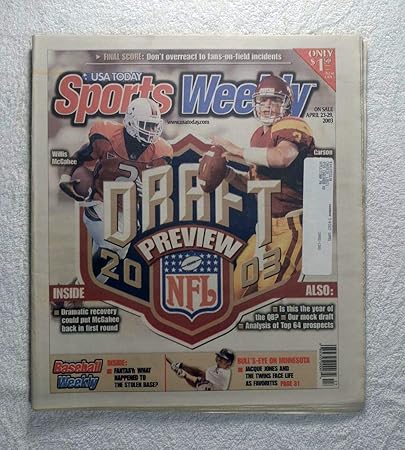 FINAL SCORE: Don't overreact to fans-on-field incidents
ONLY
$1
USA TODAY
Sports Weekly
www.usatoday.com
ON SALE
APRIL 23-29,
2003
Willis
McGahee
Carson
DRAFT
PREVIEW
2003
NFL
INSIDE
Dramatic recovery
could put McGahee
back in first round
ALSO:
Is this the year of
the QB? Our mock draft
Analysis of Top 64 prospects
Baseball
Weekly
INSIDE:
FANTASY: WHAT
HAPPENED TO
THE STOLEN BASE?
BULL'S-EYE ON MINNESOTA
JACQUE JONES AND
THE TWINS FACE LIFE
AS FAVORITES PAGE 31